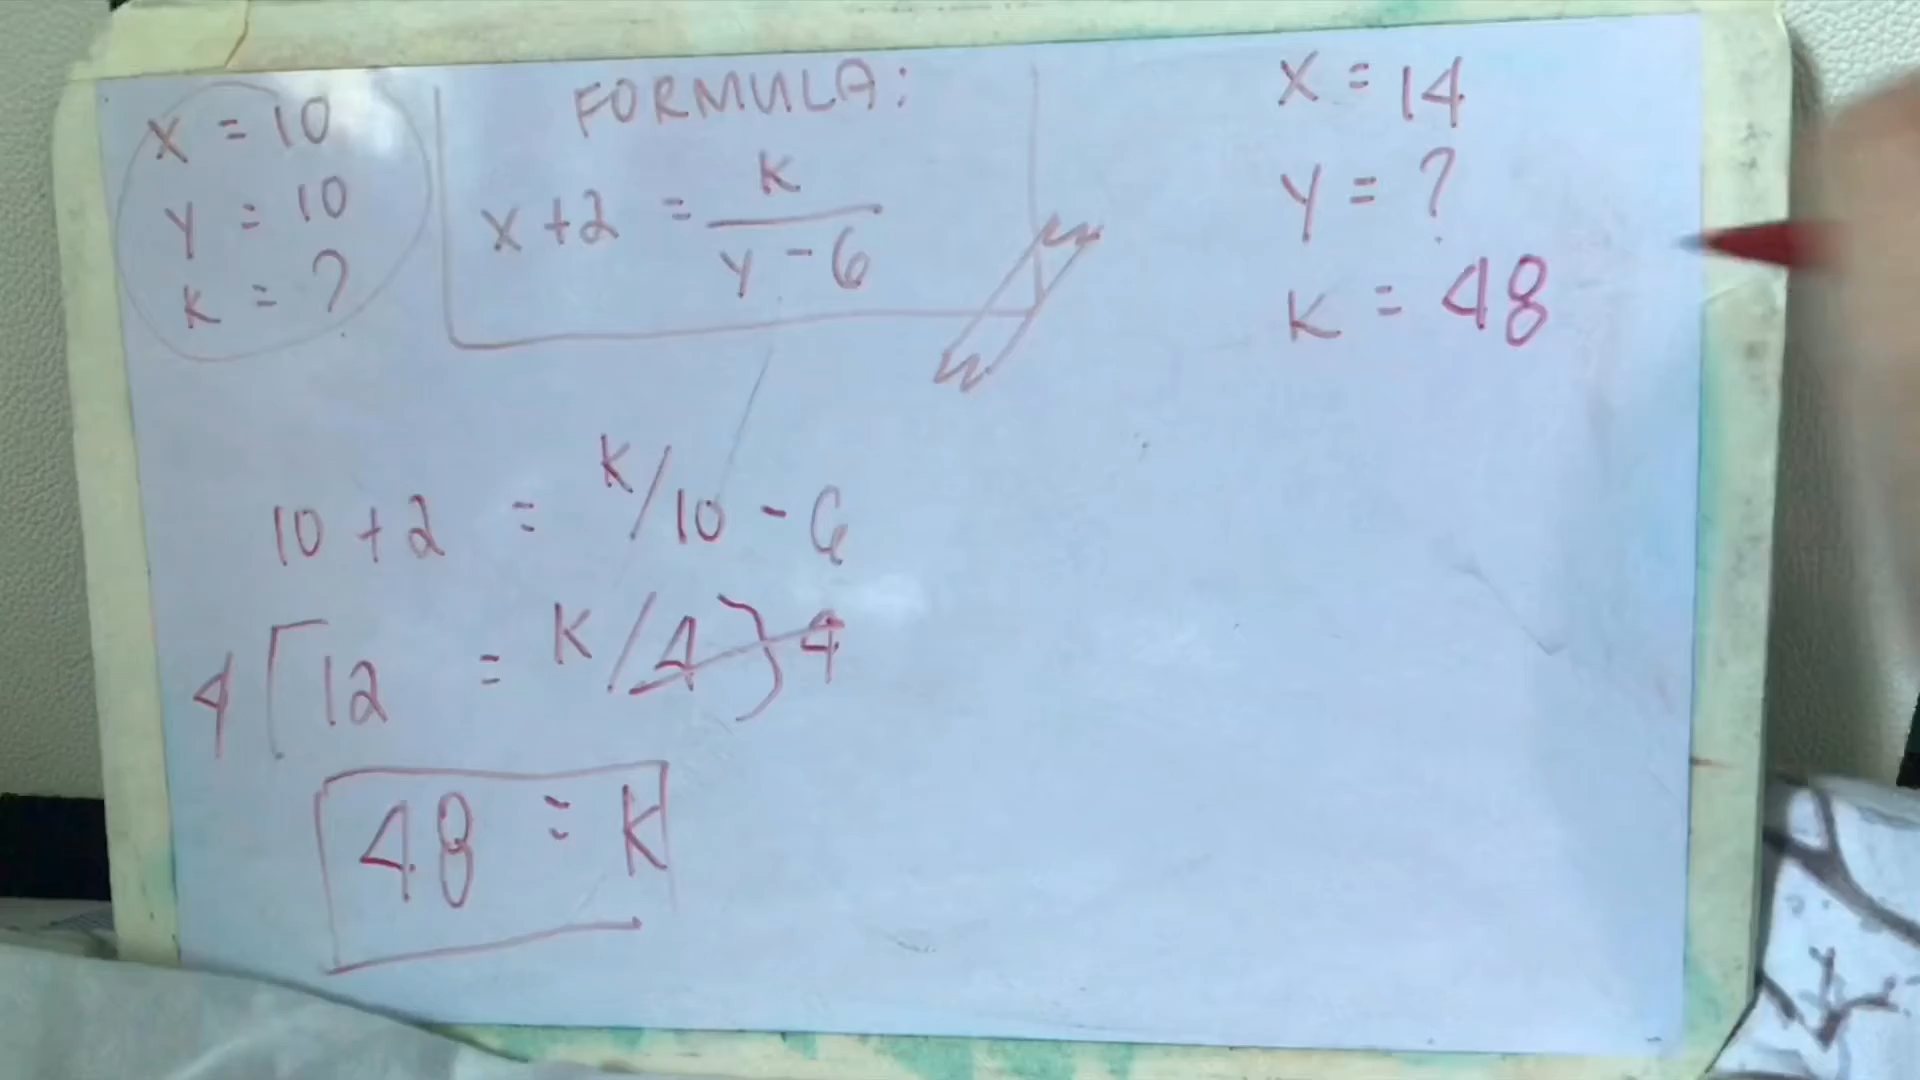 x = 10
y = 10
k = ?
FORMULA:
x + 2 = k / y - 6
x = 14
y = ?
k = 48
10 + 2 = k/10 - 6
4 [12 = k/4) 4
48 = k